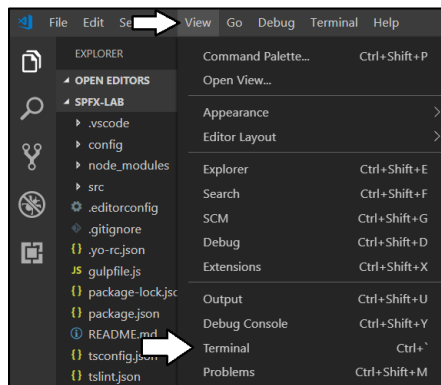 File Edit Se View Go Debug Terminal Help
EXPLORER
OPEN EDITORS
SPFX-LAB
.vscode
config
node_modules
src
.editorconfig
.gitignore
.yo-rc.json
JS gulpfile.js
package-lock.jsc
package.json
README.md
tsconfig.json
tslint.json
Command Palette... Ctrl+Shift+P
Open View...
Appearance
Editor Layout
Explorer Ctrl+Shift+E
Search Ctrl+Shift+F
SCM Ctrl+Shift+G
Debug Ctrl+Shift+D
Extensions Ctrl+Shift+X
Output Ctrl+Shift+U
Debug Console Ctrl+Shift+Y
Terminal Ctrl+`
Problems Ctrl+Shift+M